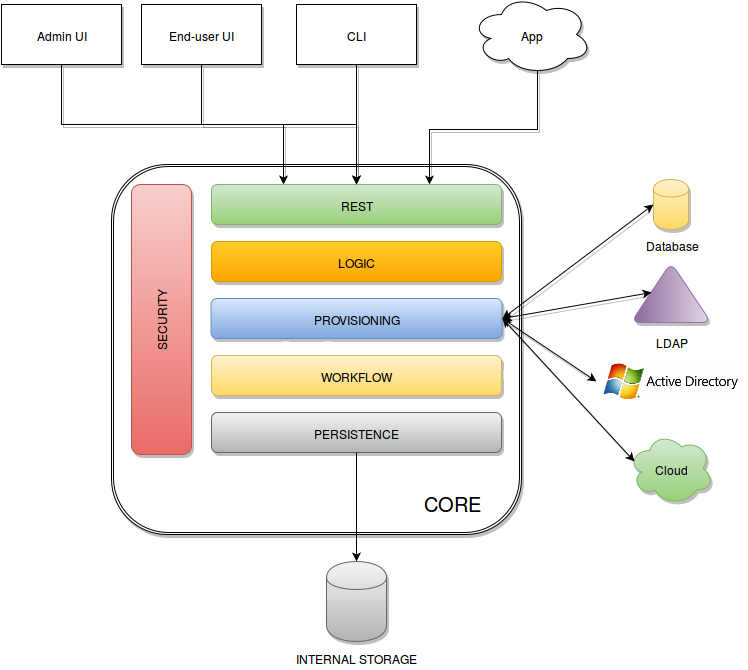 Admin UI
End-user UI
CLI
App
REST
LOGIC
PROVISIONING
WORKFLOW
PERSISTENCE
SECURITY
CORE
Database
LDAP
Active Directory
Cloud
INTERNAL STORAGE